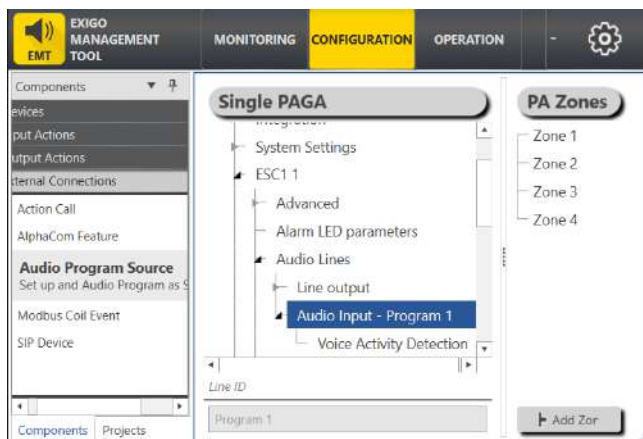 EXIGO
MANAGEMENT
TOOL
EMT
MONITORING
CONFIGURATION
OPERATION
-
Components
evices
put Actions
utput Actions
ternal Connections
Action Call
AlphaCom Feature
Audio Program Source
Set up and Audio Program as S
Modbus Coil Event
SIP Device
Components
Projects
Single PAGA
System Settings
ESC1 1
Advanced
Alarm LED parameters
Audio Lines
Line output
Audio Input - Program 1
Voice Activity Detection
Line ID
Program 1
PA Zones
Zone 1
Zone 2
Zone 3
Zone 4
Add Zor